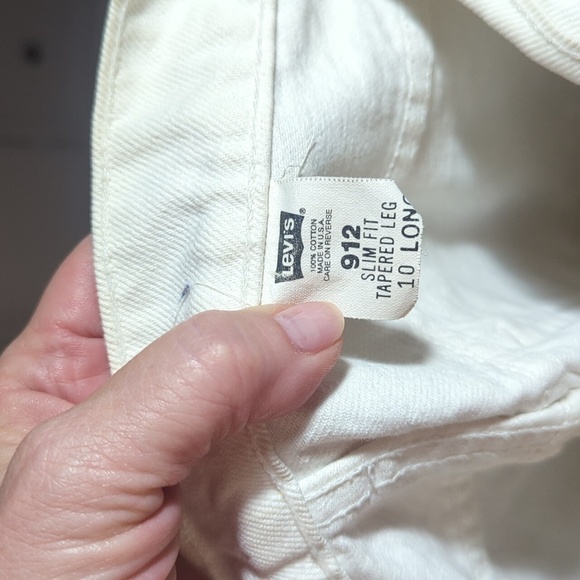 Levi's®
100% COTTON
MADE IN U.S.A.
CARE ON REVERSE
912
SLIM FIT
TAPERED LEG
10 LONG